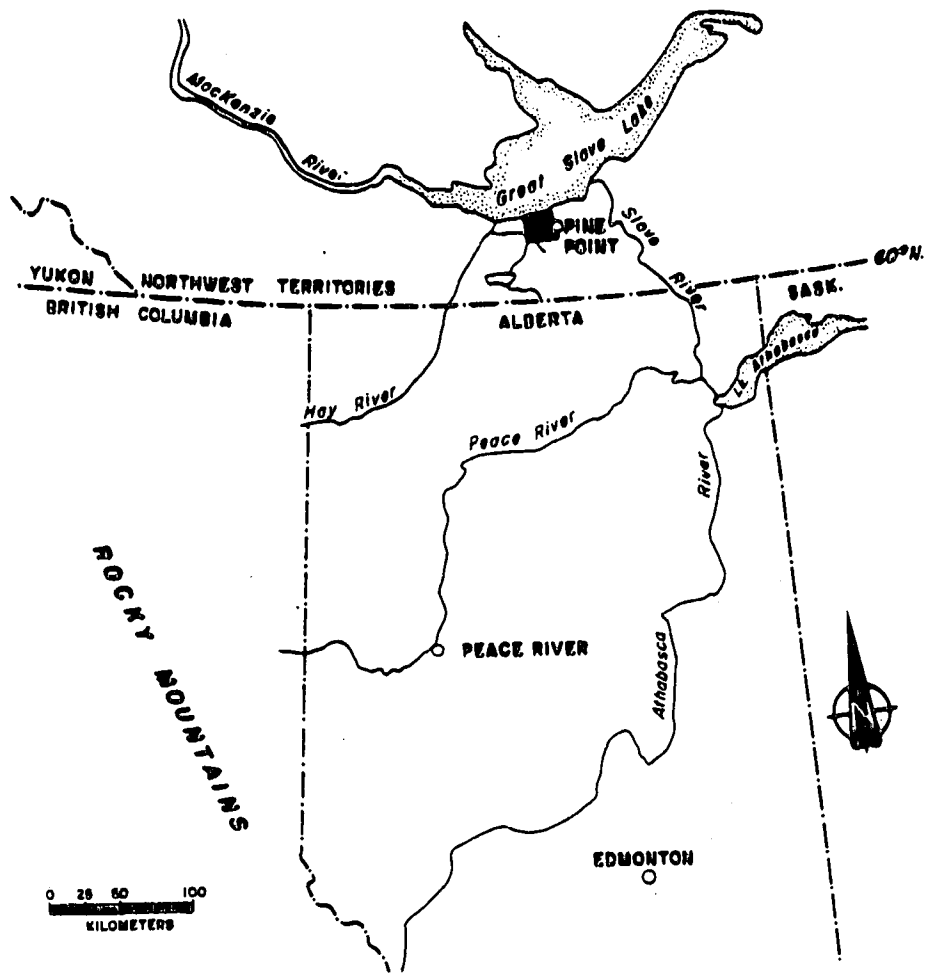 MacKenzie
River
Great Slave Lake
PINE
POINT
Slave
River
60°N.
YUKON NORTHWEST TERRITORIES
BRITISH COLUMBIA
ALBERTA
SASK.
Lk. Athabasca
Hay River
Peace River
River
Athabasca
ROCKY MOUNTAINS
PEACE RIVER
N
EDMONTON
0 25 50 100
KILOMETERS